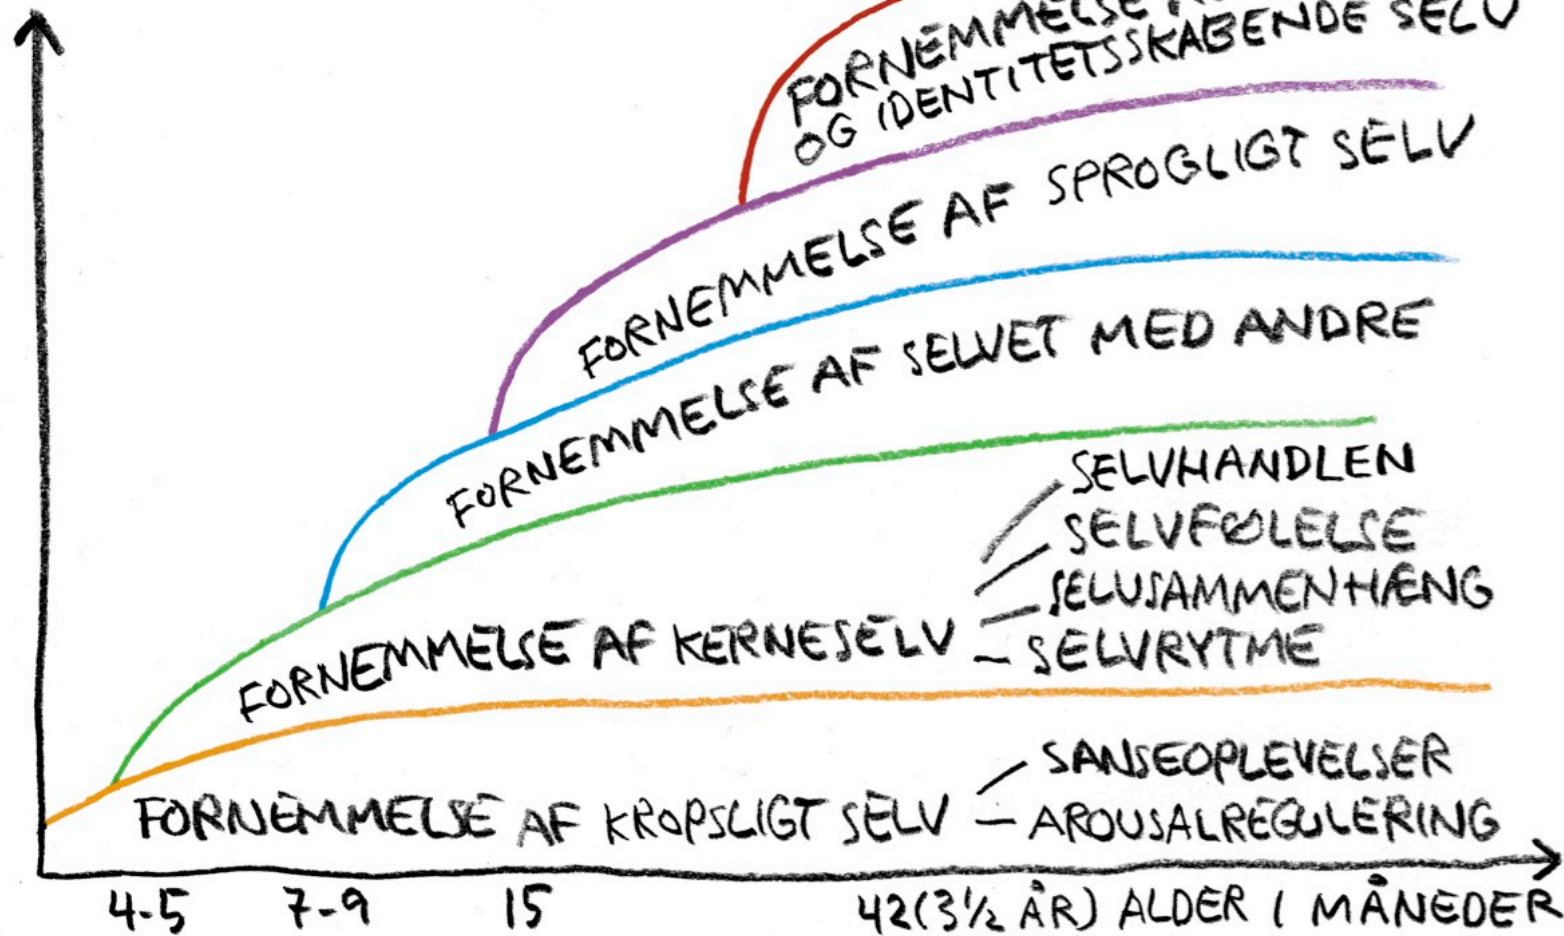 FORNEMMELSE
OG IDENTITETSSKABENDE SELV
FORNEMMELSE AF SPROGLIGT SELV
FORNEMMELSE AF SELVET MED ANDRE
FORNEMMELSE AF KERNESELV
SELVHANDLEN
SELVFØLELSE
SELVSAMMENHÆNG
SELVRYTME
FORNEMMELSE AF KROPSLIGT SELV
SANSEOPLEVELSER
AROUSALREGULERING
4-5 7-9 15 42(3½ ÅR) ALDER I MÅNEDER